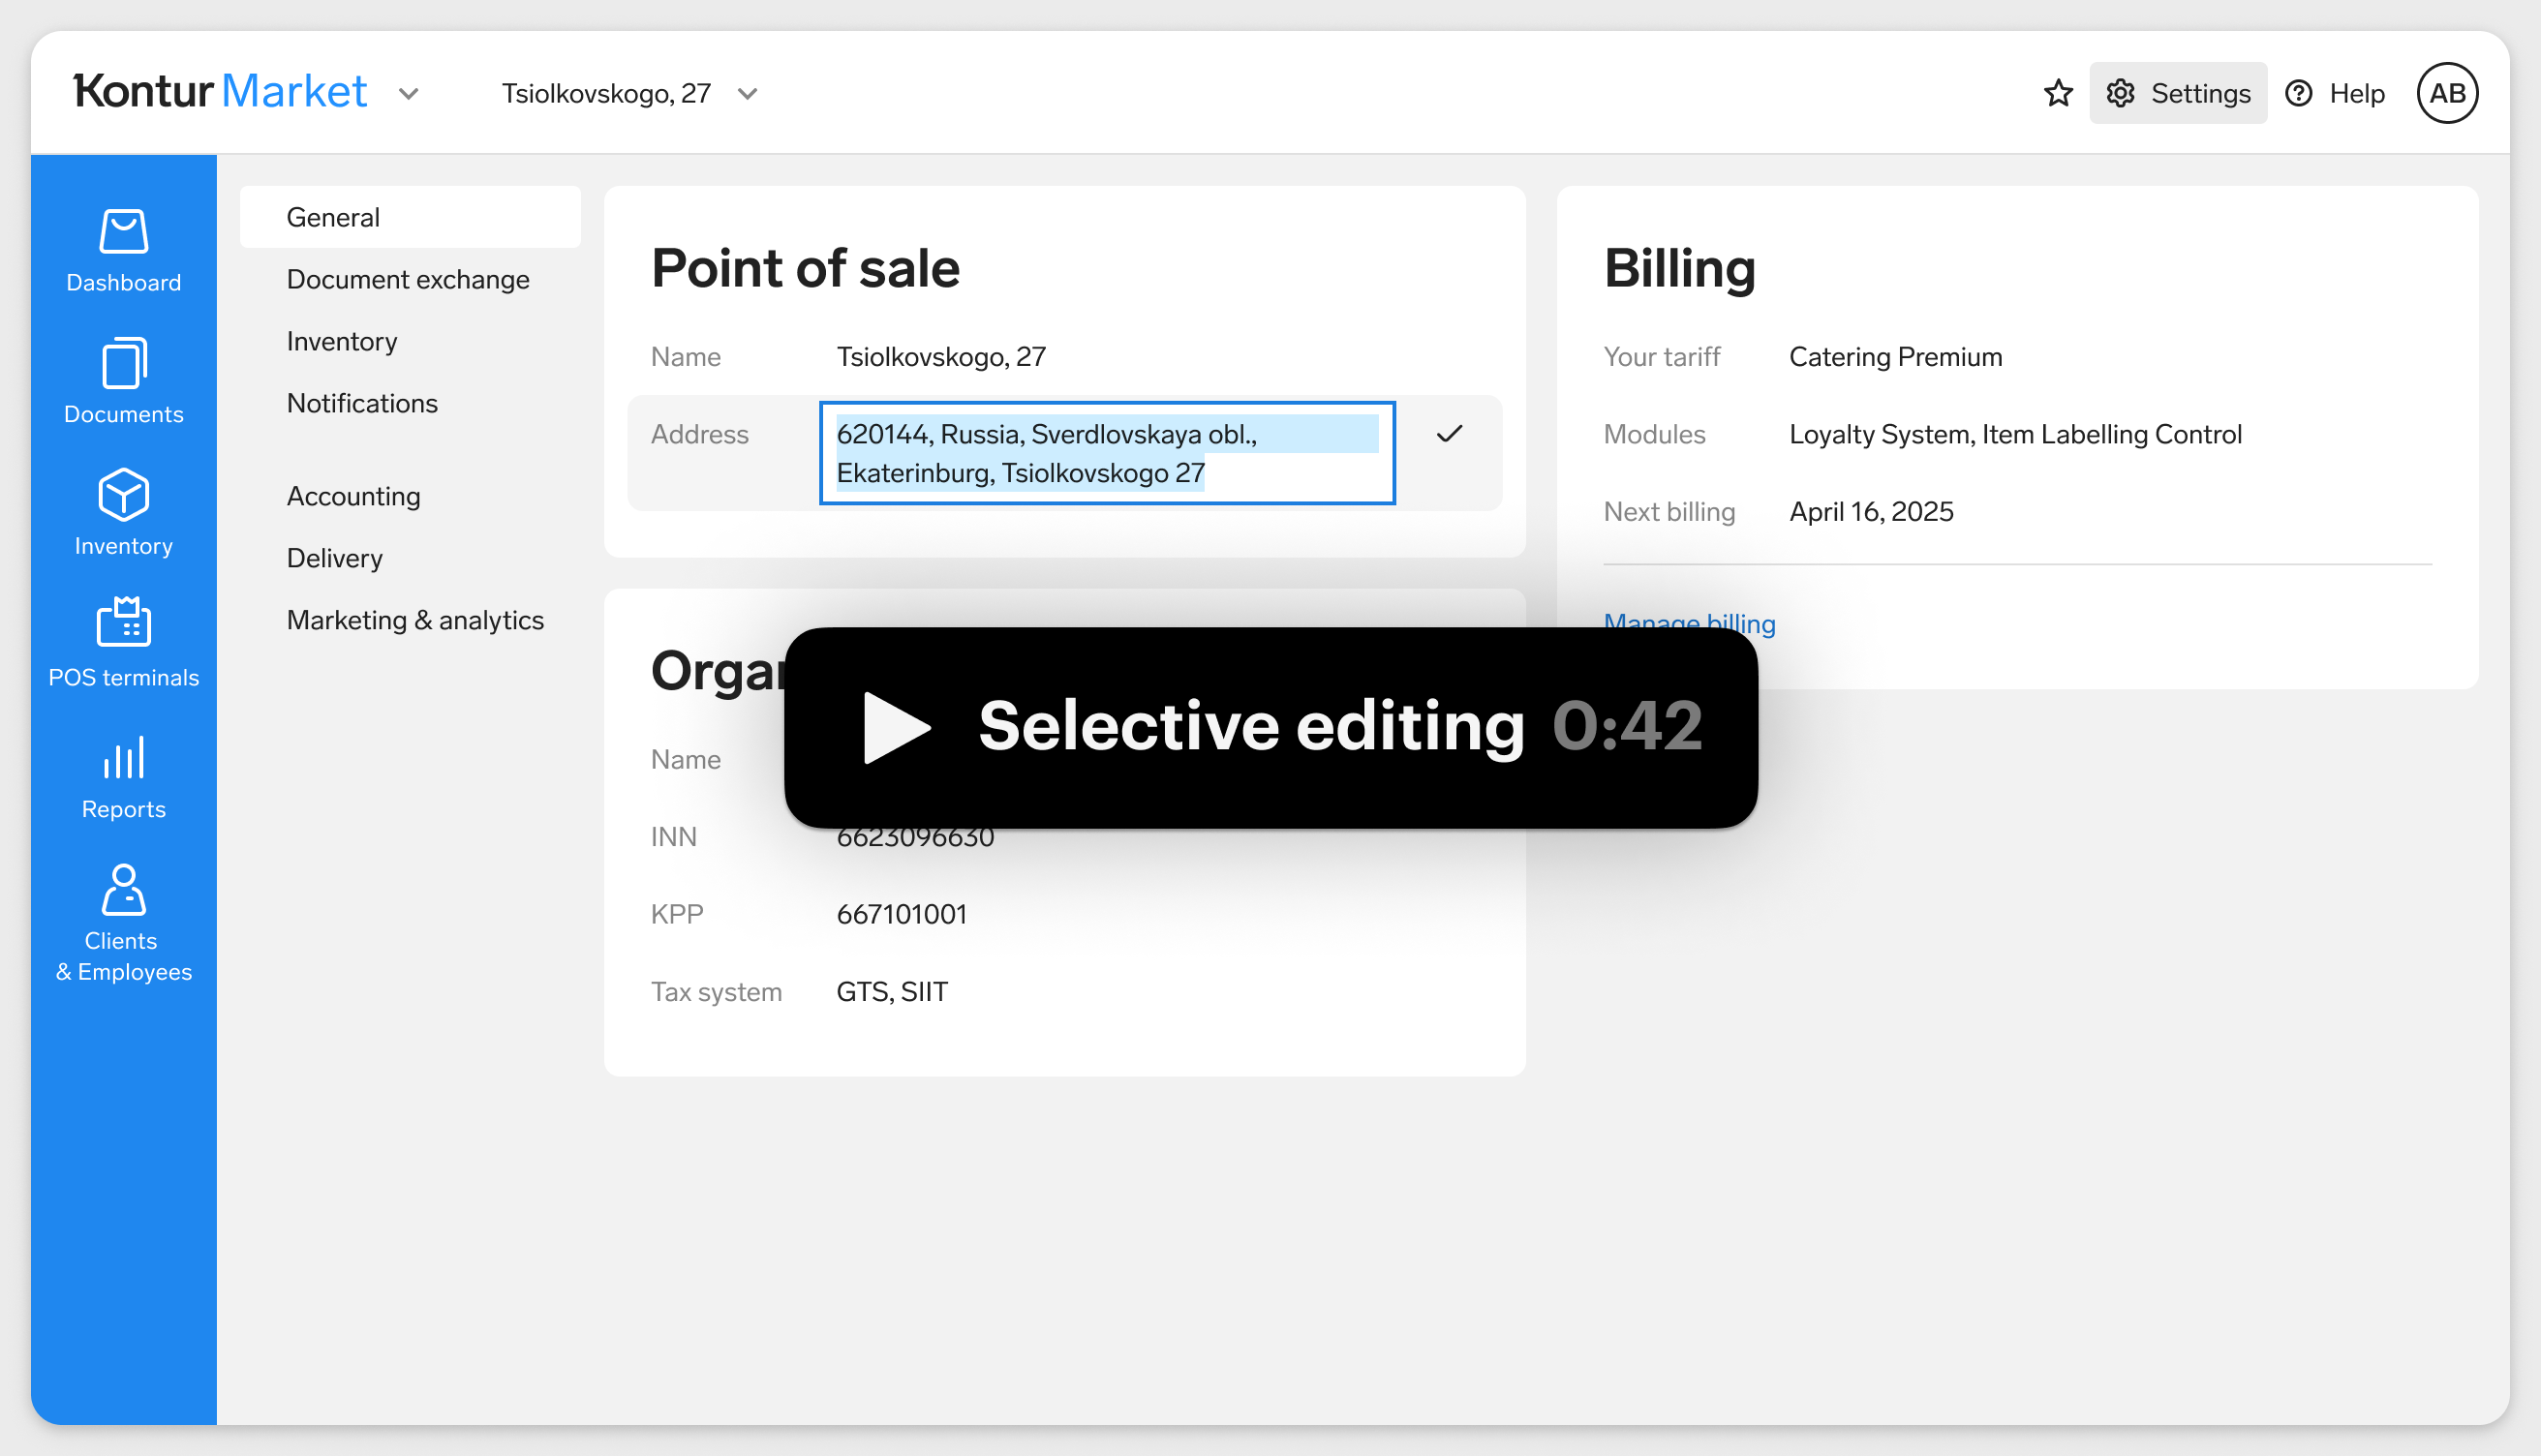 Kontur Market
Tsiolkovskogo, 27
Settings
Help
AB
Dashboard
Documents
Inventory
POS terminals
Reports
Clients
& Employees
General
Document exchange
Inventory
Notifications
Accounting
Delivery
Marketing & analytics
Point of sale
Name Tsiolkovskogo, 27
Address 620144, Russia, Sverdlovskaya obl.,
Ekaterinburg, Tsiolkovskogo 27
Name
INN 6623096630
KPP 667101001
Tax system GTS, SIIT
Billing
Your tariff Catering Premium
Modules Loyalty System, Item Labelling Control
Next billing April 16, 2025
Manage billing
Selective editing 0:42